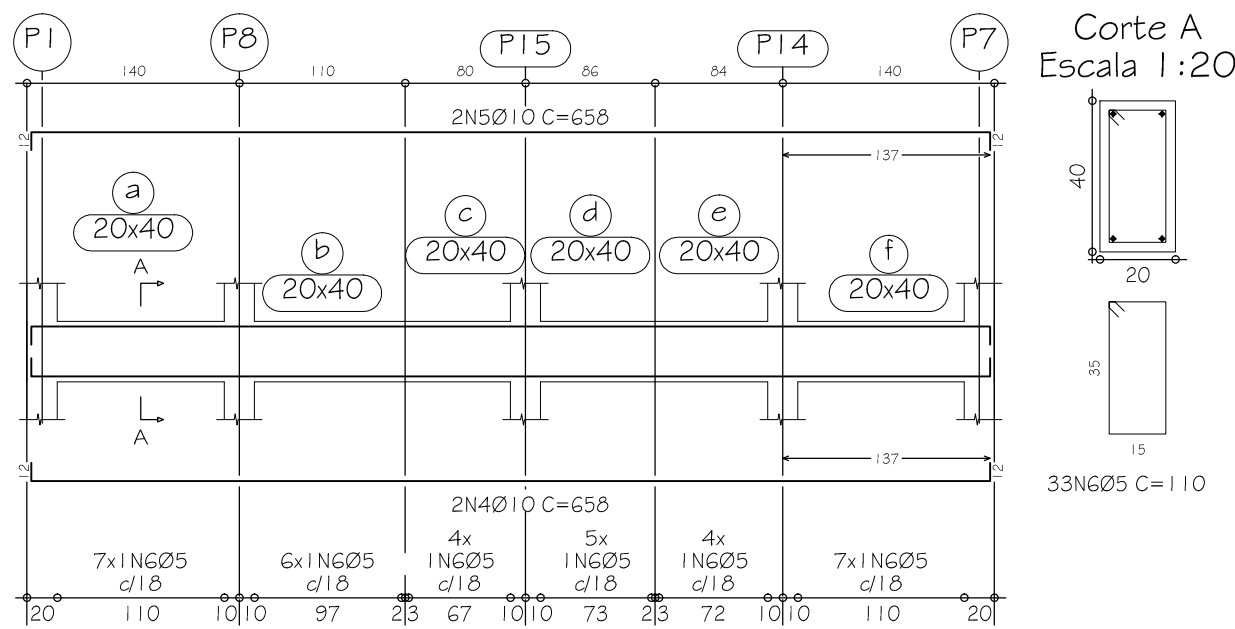 P1 P8 P15 P14 P7
140 110 80 86 84 140
2N5Ø10 C=658
12 12
137
a
20x40
b
20x40
c
20x40
d
20x40
e
20x40
f
20x40
A
A
137
12 12
2N4Ø10 C=658
7x1N6Ø5
c/18
6x1N6Ø5
c/18
4x
1N6Ø5
c/18
5x
1N6Ø5
c/18
4x
1N6Ø5
c/18
7x1N6Ø5
c/18
20 110 10 10 97 2 3 67 10 10 73 2 3 72 10 10 110 20
Corte A
Escala 1:20
40
20
35
15
33N6Ø5 C=110